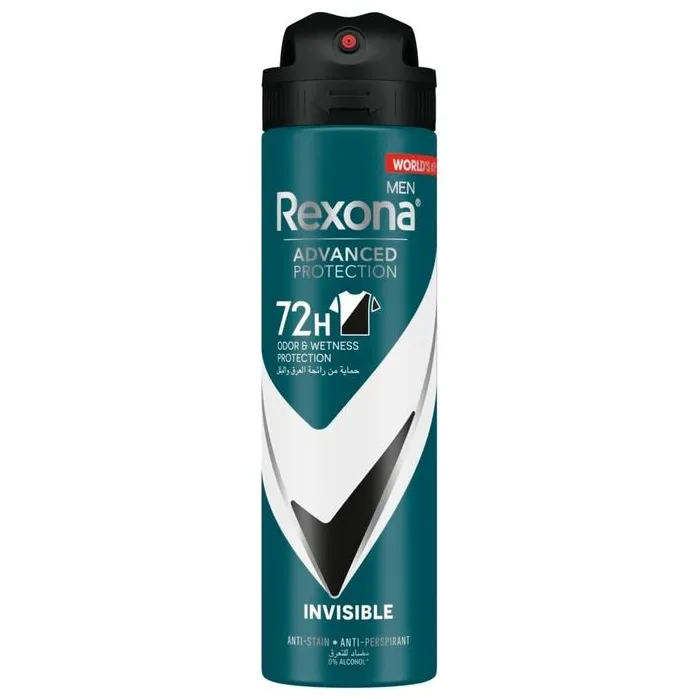 WORLD'S #1
MEN
Rexona®
ADVANCED
PROTECTION
72H
ODOR & WETNESS
PROTECTION
حماية من رائحة العرق والبلل
INVISIBLE
ANTI-STAIN • ANTI-PERSPIRANT
مضاد للتعرق
0% ALCOHOL*